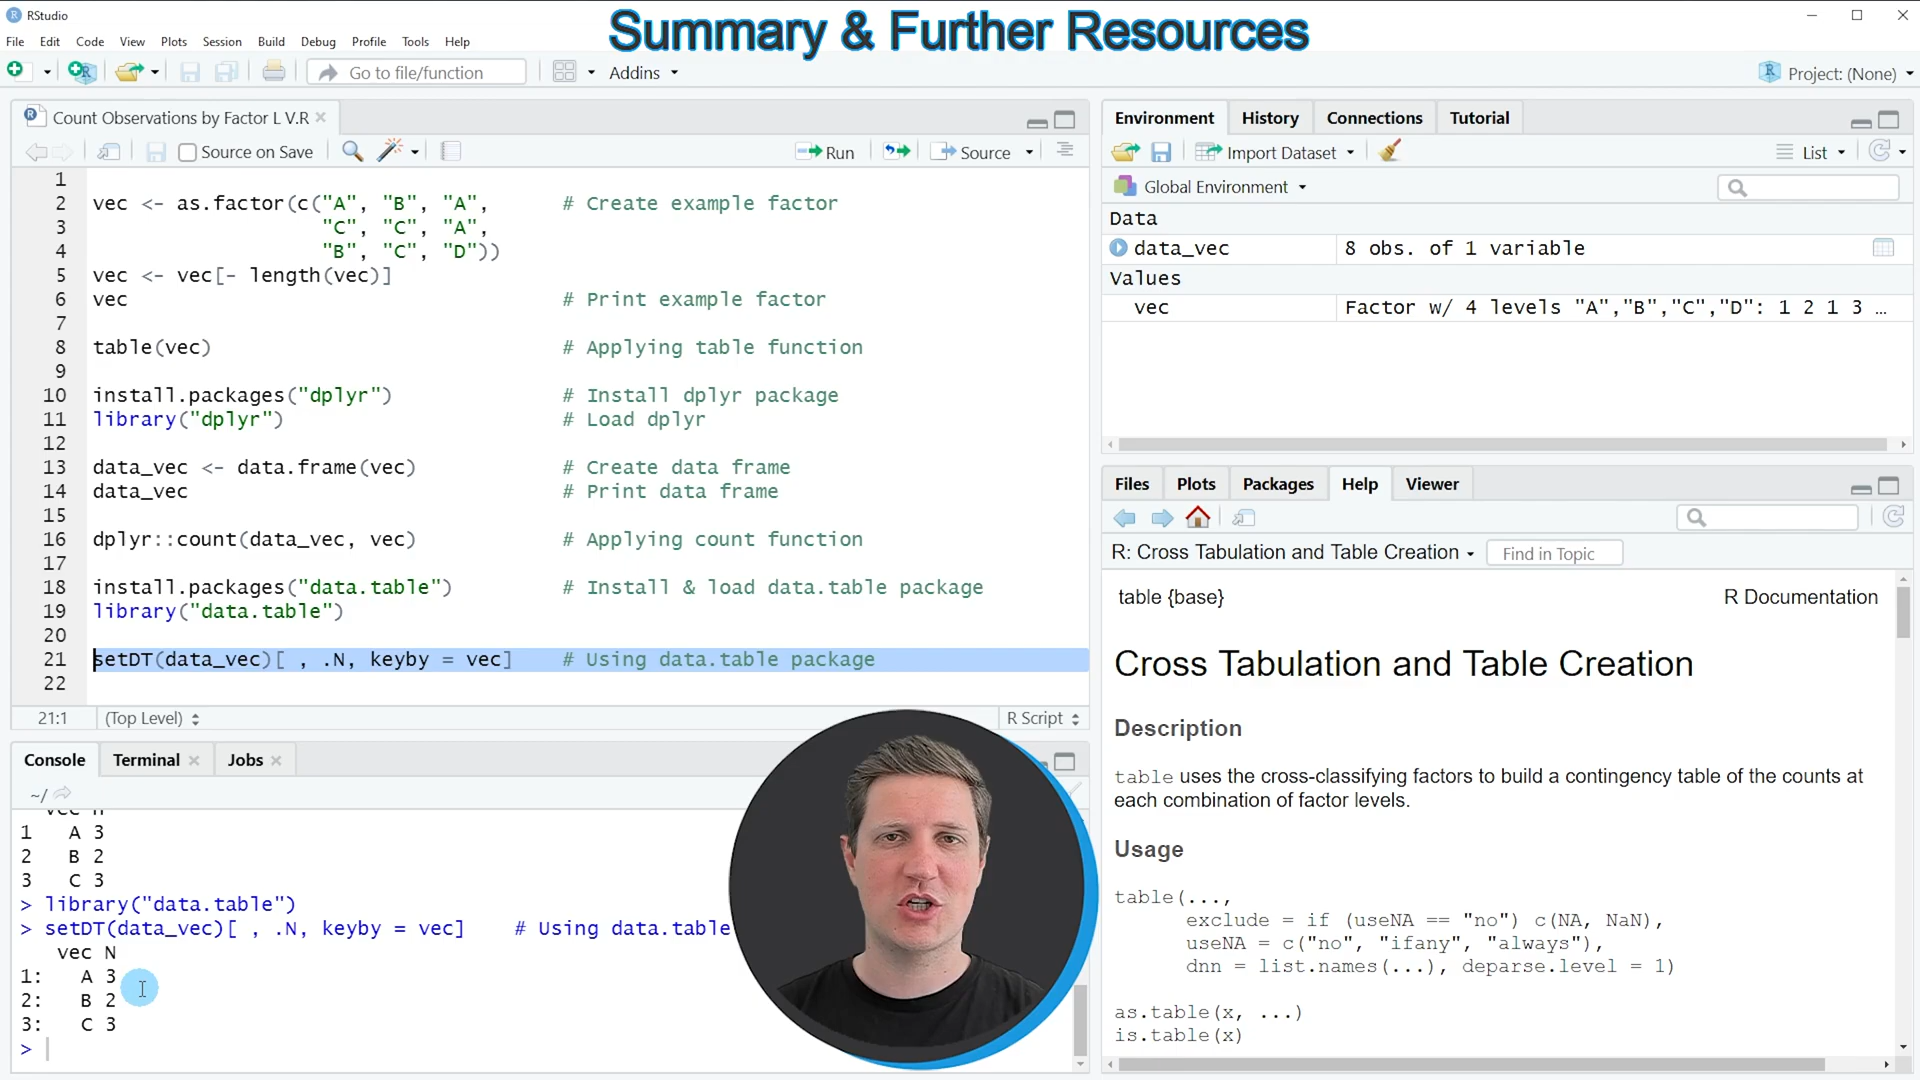 RStudio
Summary & Further Resources
File Edit Code View Plots Session Build Debug Profile Tools Help
Go to file/function
Addins
Project: (None)
Count Observations by Factor L V.R
Source on Save
Run
Source
1
2 vec <- as.factor(c("A", "B", "A", # Create example factor
3 "C", "C", "A",
4 "B", "C", "D"))
5 vec <- vec[- length(vec)]
6 vec # Print example factor
7
8 table(vec) # Applying table function
9
10 install.packages("dplyr") # Install dplyr package
11 library("dplyr") # Load dplyr
12
13 data_vec <- data.frame(vec) # Create data frame
14 data_vec # Print data frame
15
16 dplyr::count(data_vec, vec) # Applying count function
17
18 install.packages("data.table") # Install & load data.table package
19 library("data.table")
20
21 setDT(data_vec)[ , .N, keyby = vec] # Using data.table package
22
21:1 (Top Level) R Script
Console Terminal Jobs
~/
vec n
1 A 3
2 B 2
3 C 3
> library("data.table")
> setDT(data_vec)[ , .N, keyby = vec] # Using data.table
vec N
1: A 3
2: B 2
3: C 3
>
Environment History Connections Tutorial
Import Dataset
List
Global Environment
Data
data_vec 8 obs. of 1 variable
Values
vec Factor w/ 4 levels "A","B","C","D": 1 2 1 3 …
Files Plots Packages Help Viewer
R: Cross Tabulation and Table Creation
Find in Topic
table {base} R Documentation
Cross Tabulation and Table Creation
Description
table uses the cross-classifying factors to build a contingency table of the counts at
each combination of factor levels.
Usage
table(...,
exclude = if (useNA == "no") c(NA, NaN),
useNA = c("no", "ifany", "always"),
dnn = list.names(...), deparse.level = 1)
as.table(x, ...)
is.table(x)